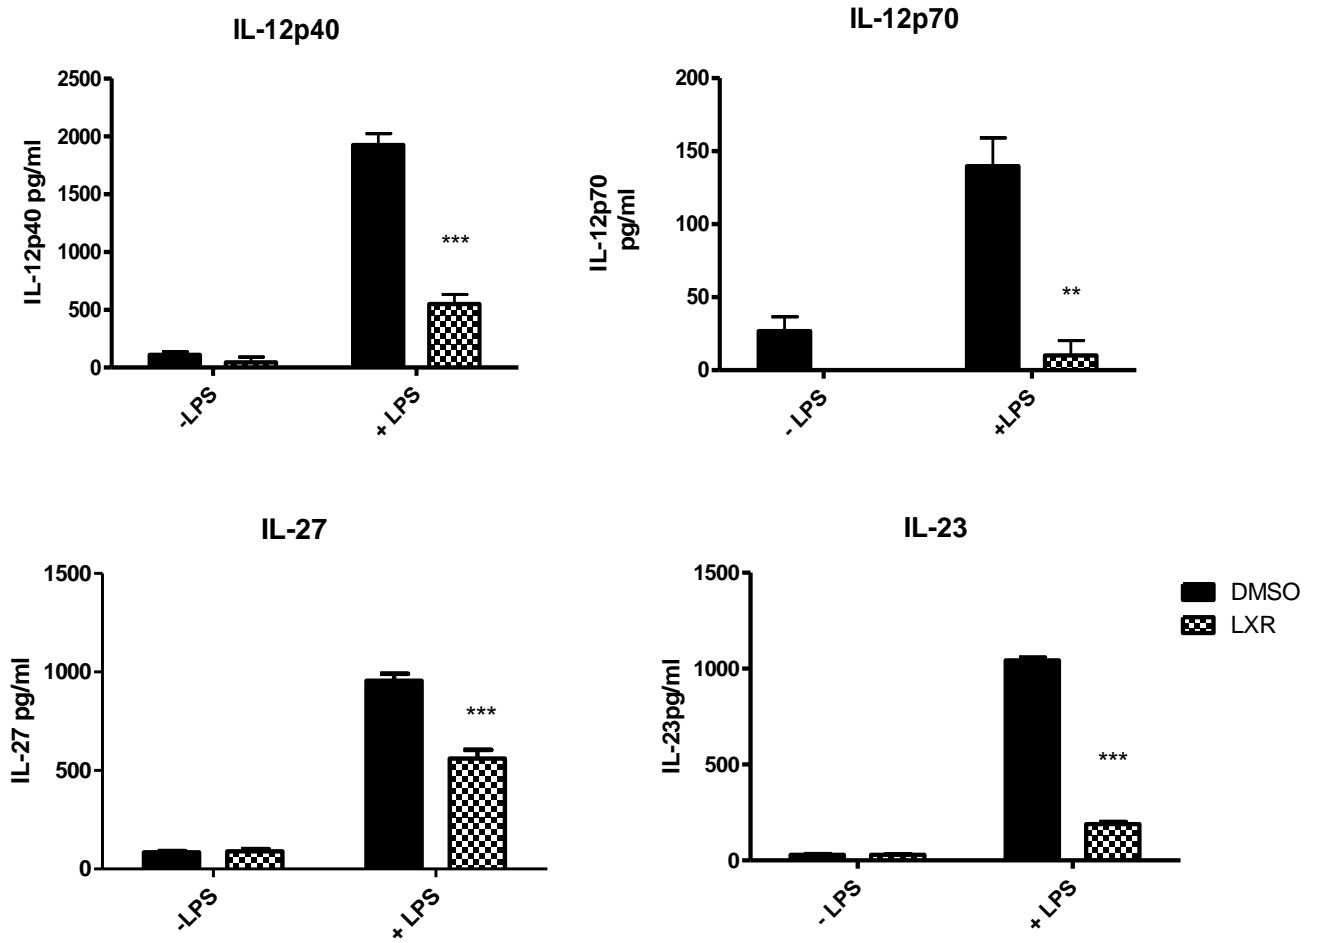 IL-12p40
2500
2000
1500
1000
500
0
IL-12p40 pg/ml
***
-LPS
+ LPS
IL-12p70
200
150
100
50
0
IL-12p70
pg/ml
**
- LPS
+LPS
IL-27
1500
1000
500
0
IL-27 pg/ml
***
-LPS
+ LPS
IL-23
1500
1000
500
0
IL-23pg/ml
***
- LPS
+ LPS
DMSO
LXR